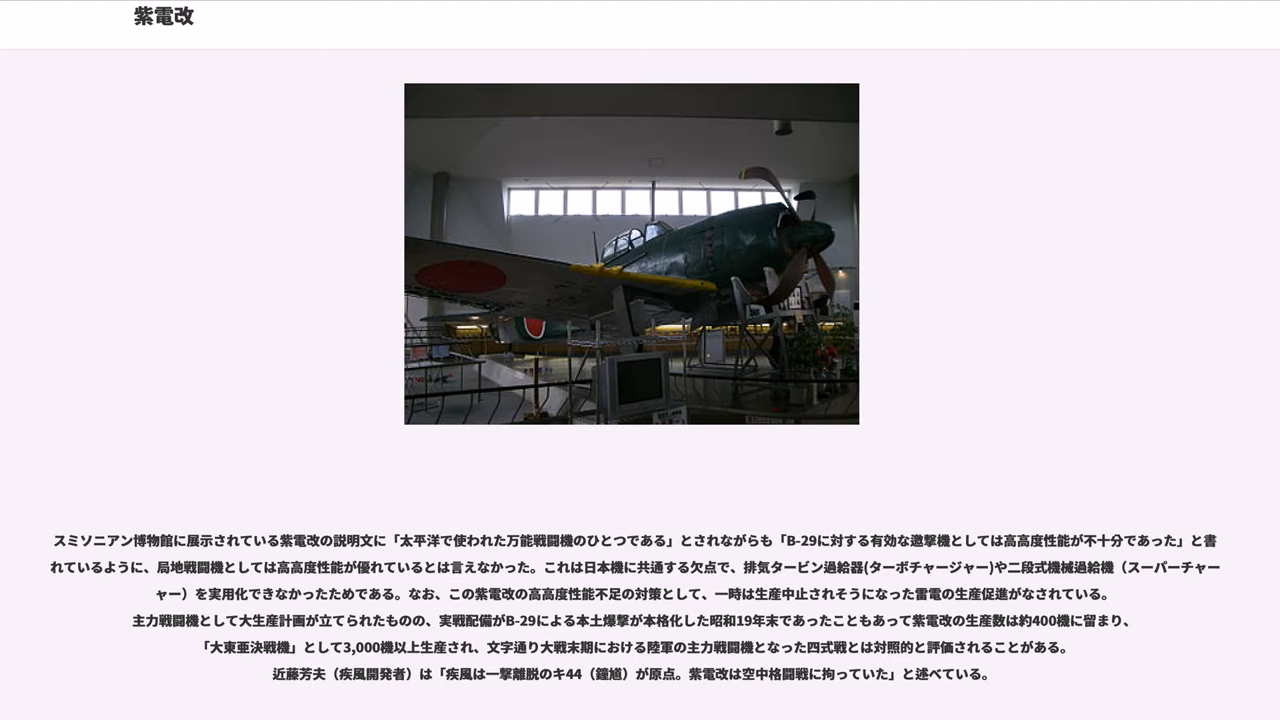 紫電改
スミソニアン博物館に展示されている紫電改の説明文に「太平洋で使われた万能戦闘機のひとつである」とされながらも「B-29に対する有効な邀撃機としては高高度性能が不十分であった」と書
れているように、局地戦闘機としては高高度性能が優れているとは言えなかった。これは日本機に共通する欠点で、排気タービン過給器(ターボチャージャー)や二段式機械過給機（スーパーチャー
ャー）を実用化できなかったためである。なお、この紫電改の高高度性能不足の対策として、一時は生産中止されそうになった雷電の生産促進がなされている。
主力戦闘機として大生産計画が立てられたものの、実戦配備がB-29による本土爆撃が本格化した昭和19年末であったこともあって紫電改の生産数は約400機に留まり、
「大東亜決戦機」として3,000機以上生産され、文字通り大戦末期における陸軍の主力戦闘機となった四式戦とは対照的と評価されることがある。
近藤芳夫（疾風開発者）は「疾風は一撃離脱のキ44（鐘馗）が原点。紫電改は空中格闘戦に拘っていた」と述べている。